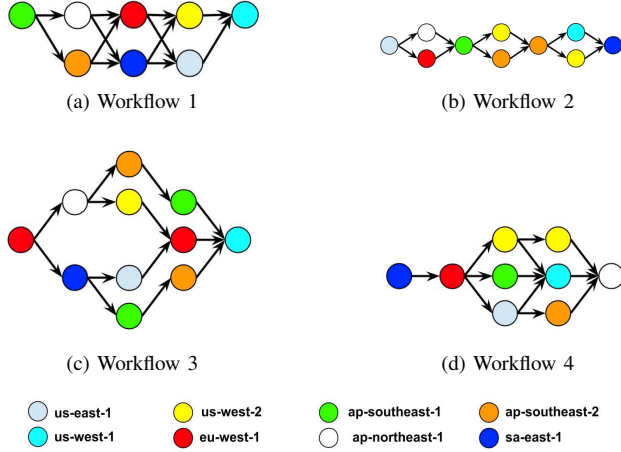 (a) Workflow 1
(b) Workflow 2
(c) Workflow 3
(d) Workflow 4
us-east-1 us-west-2 ap-southeast-1 ap-southeast-2
us-west-1 eu-west-1 ap-northeast-1 sa-east-1